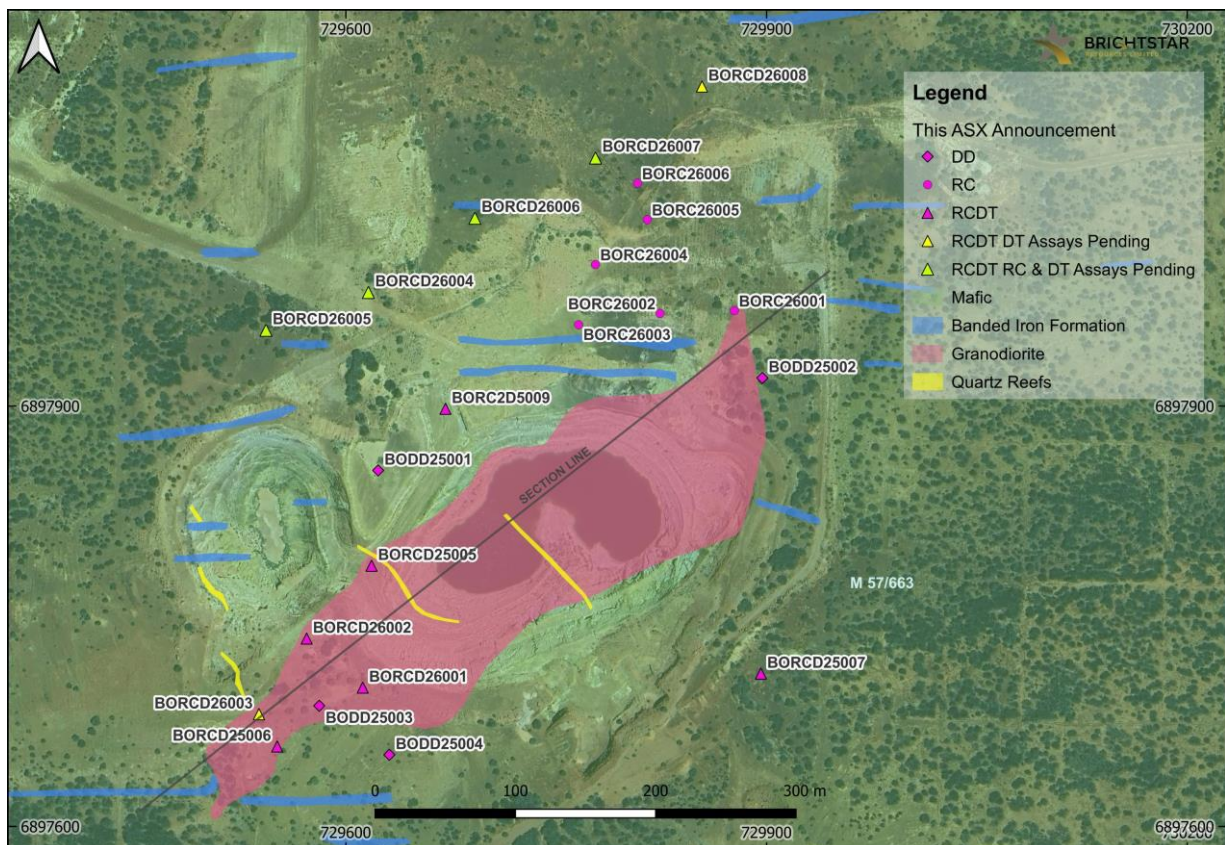 729600
729900
730200
BRIGHTSTAR
BORCD26008
Legend
This ASX Announcement
DD
RC
RCDT
RCDT DT Assays Pending
RCDT RC & DT Assays Pending
Mafic
Banded Iron Formation
Granodiorite
Quartz Reefs
BORCD26007
BORC26006
BORCD26006
BORC26005
BORC26004
BORCD26004
BORC26002
BORC26001
BORCD26005
BORC26003
BODD25002
6897900
6897900
BORC2D5009
BODD25001
SECTION LINE
BORCD25005
M 57/663
BORCD26002
BORCD25007
BORCD26001
BORCD26003
BODD25003
BORCD25006
BODD25004
0 100 200 300 m
6897600
6897600
729600
729900
730200